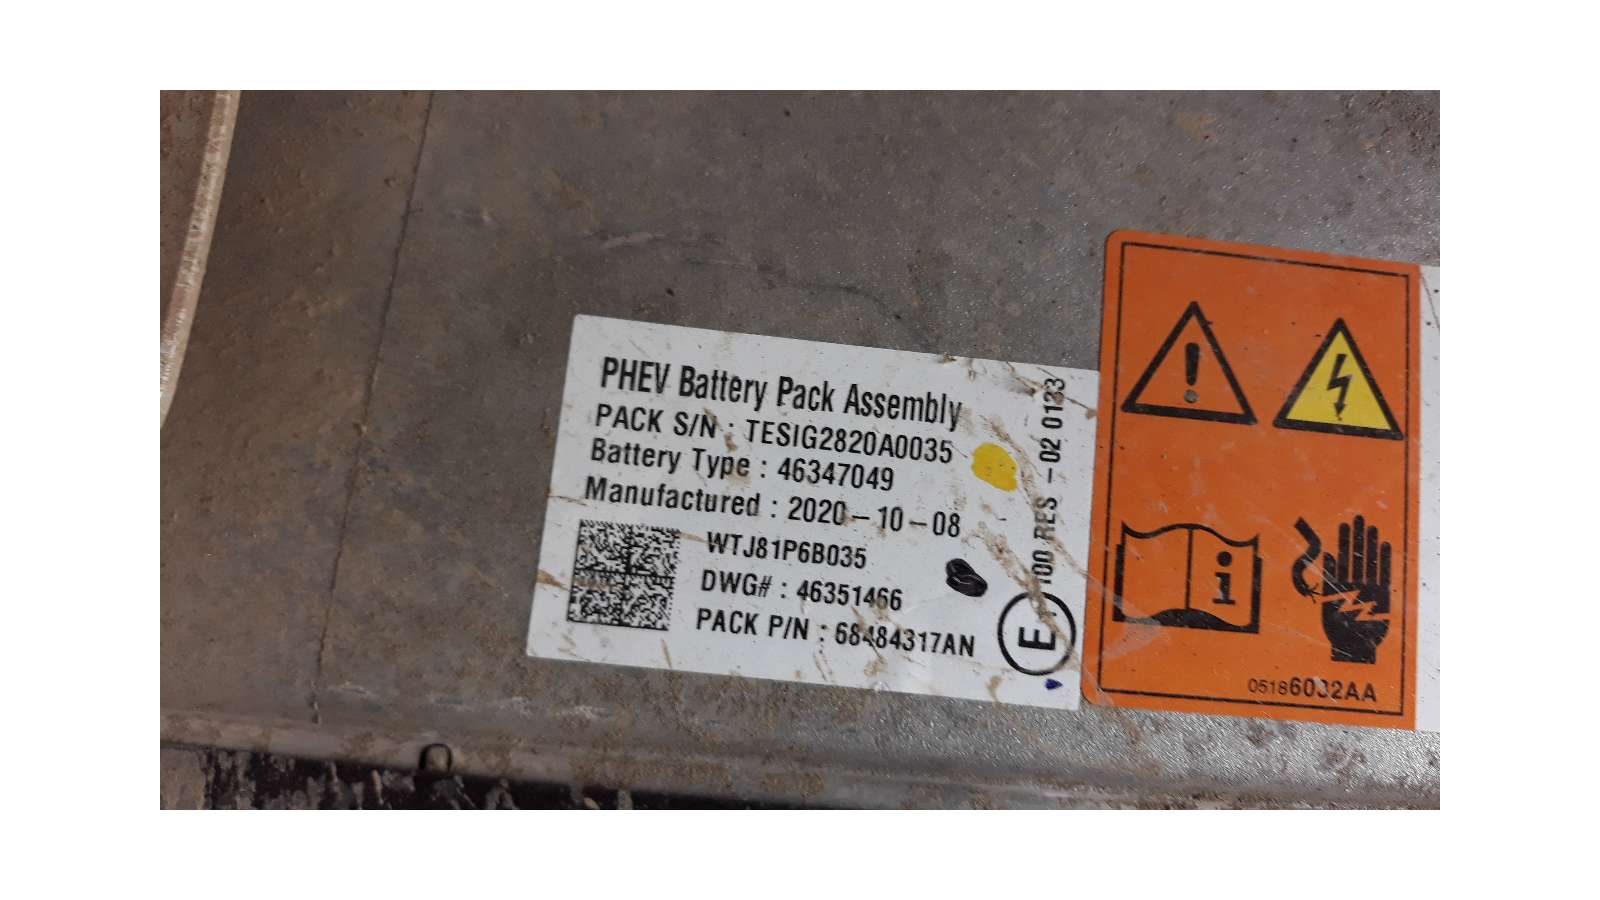 PHEV Battery Pack Assembly
PACK S/N : TESIG2820A0035
Battery Type : 46347049
Manufactured : 2020-10-08
WTJ81P6B035
DWG# : 46351466
PACK P/N : 68484317AN
E 100 RES -02 0133
i
05186032AA